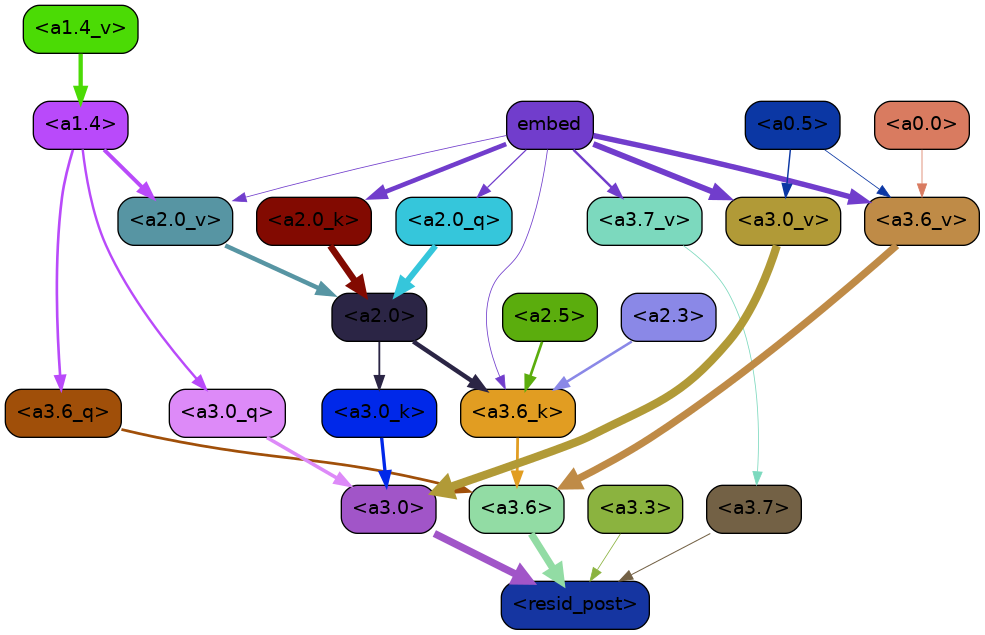 <a1.4_v>
<a1.4> embed <a0.5> <a0.0>
<a2.0_v> <a2.0_k> <a2.0_q> <a3.7_v> <a3.0_v> <a3.6_v>
<a2.0> <a2.5> <a2.3>
<a3.6_q> <a3.0_q> <a3.0_k> <a3.6_k>
<a3.0> <a3.6> <a3.3> <a3.7>
<resid_post>